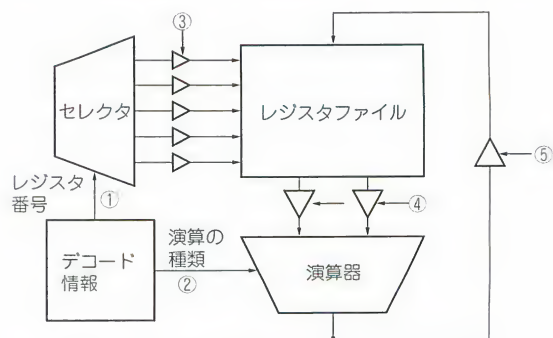 ③
セレクタ
レジスタファイル
⑤
レジスタ
番号
①
④
演算の
種類
②
デコード
情報
演算器